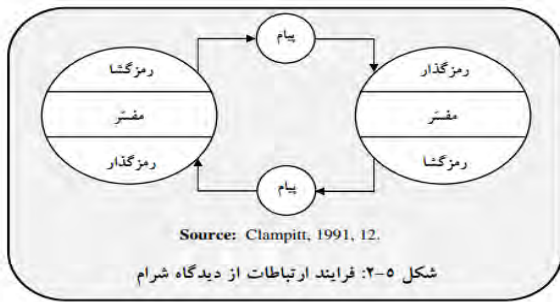 پیام
رمزگذار
مفسّر
رمزگشا
رمزگشا
مفسّر
رمزگذار
پیام
Source: Clampitt, 1991, 12.
شکل ۵-۲: فرایند ارتباطات از دیدگاه شرام